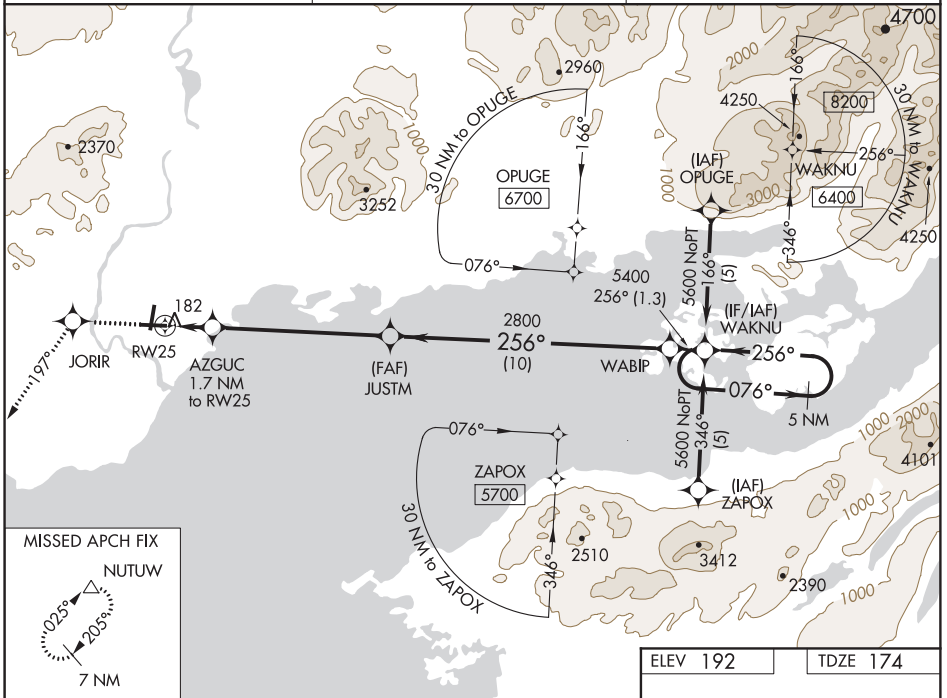 4700
2000
166°
2960
4250
8200
30 NM to WAKNU
30 NM to OPUGE
166°
1000
2370
OPUGE
6700
(IAF)
OPUGE
256°
WAKNU
6400
3252
1000
3000
346°
4250
076°
5400
256° (1.3)
5600 NoPT
166°
(5)
182
2800
256°
(10)
(IF/IAF)
WAKNU
JORIR
RW25
AZGUC
1.7 NM
to RW25
(FAF)
JUSTM
WABIP
256°
076°
5 NM
197°
076°
5600 NoPT
346°
(5)
1000
2000
4101
ZAPOX
5700
(IAF)
ZAPOX
30 NM to ZAPOX
346°
2510
3412
2390
1000
1000
MISSED APCH FIX
NUTUW
025°
205°
7 NM
ELEV 192
TDZE 174